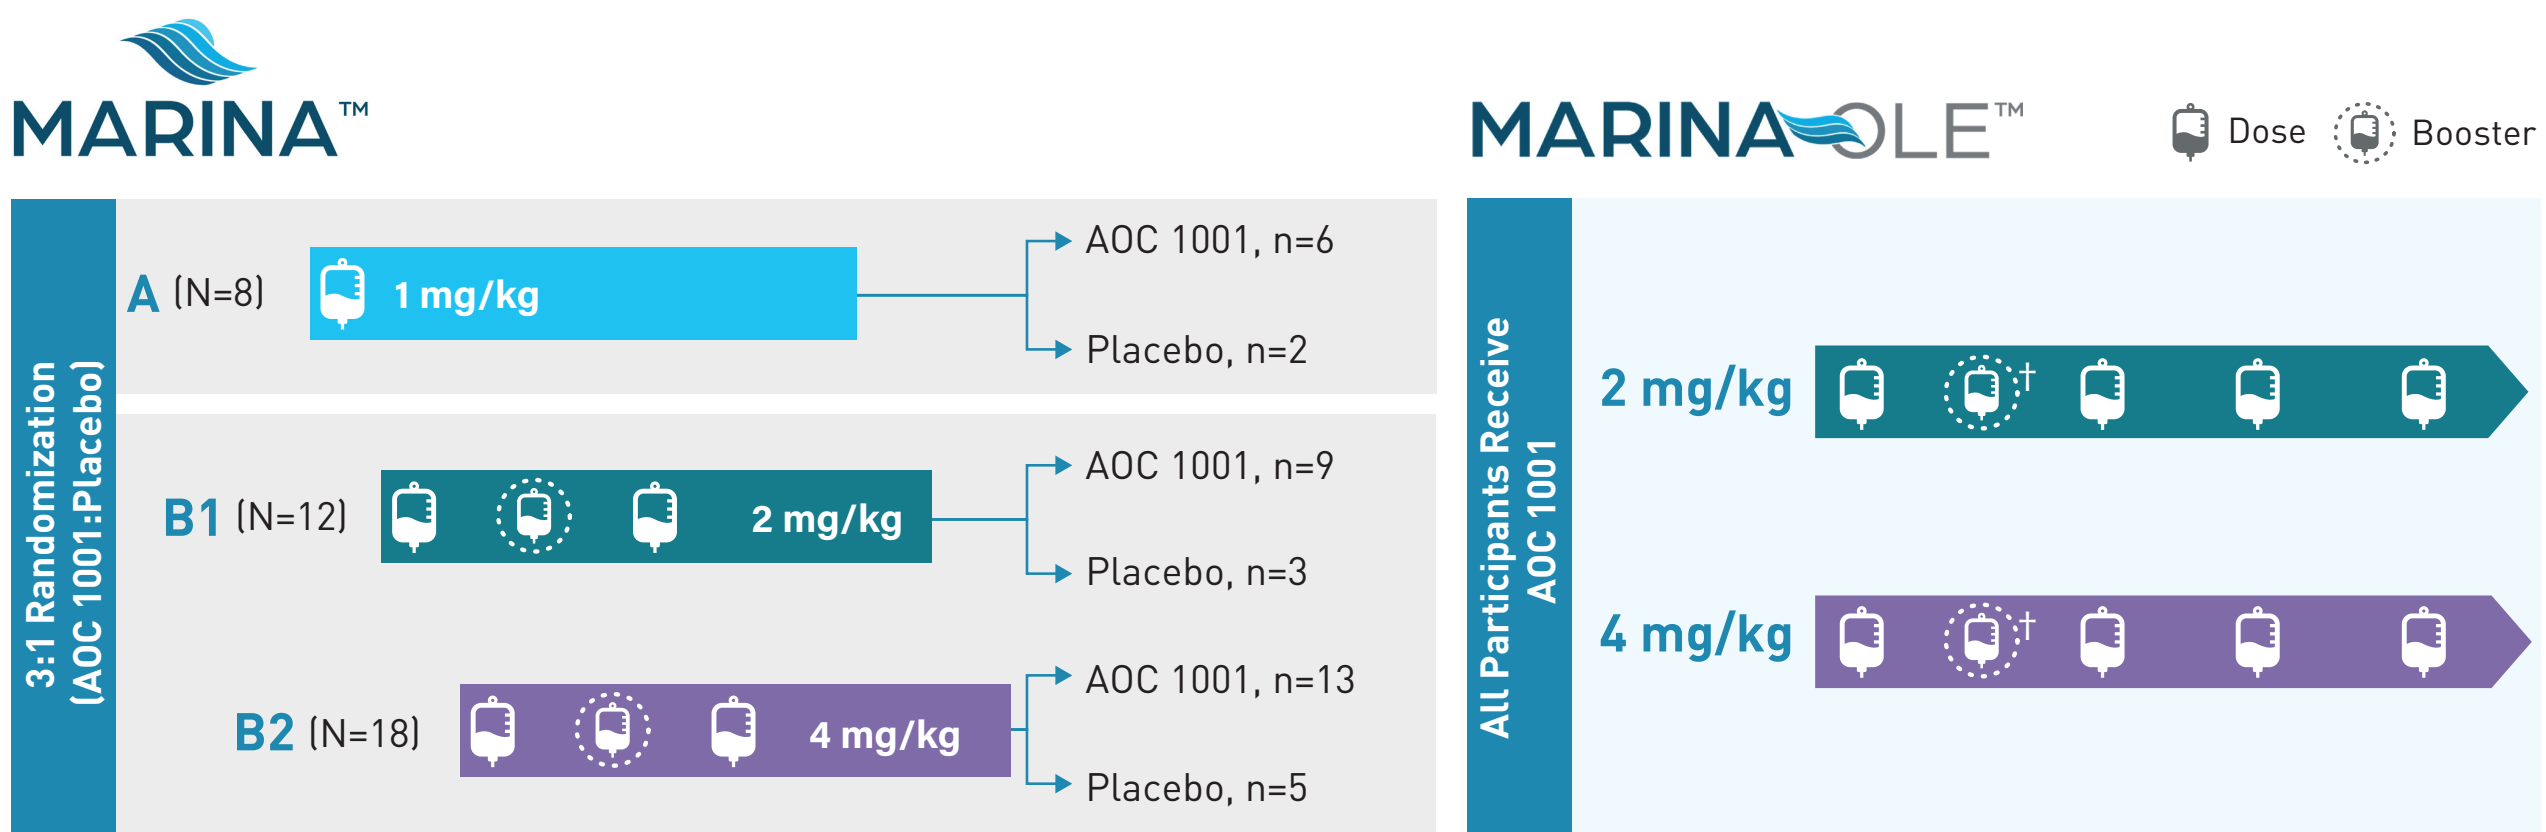 MARINA™
MARINA OLE™
Dose
Booster
3:1 Randomization
(AOC 1001:Placebo)
A (N=8)
1 mg/kg
AOC 1001, n=6
Placebo, n=2
B1 (N=12)
2 mg/kg
AOC 1001, n=9
Placebo, n=3
B2 (N=18)
4 mg/kg
AOC 1001, n=13
Placebo, n=5
All Participants Receive
AOC 1001
2 mg/kg
†
4 mg/kg
†